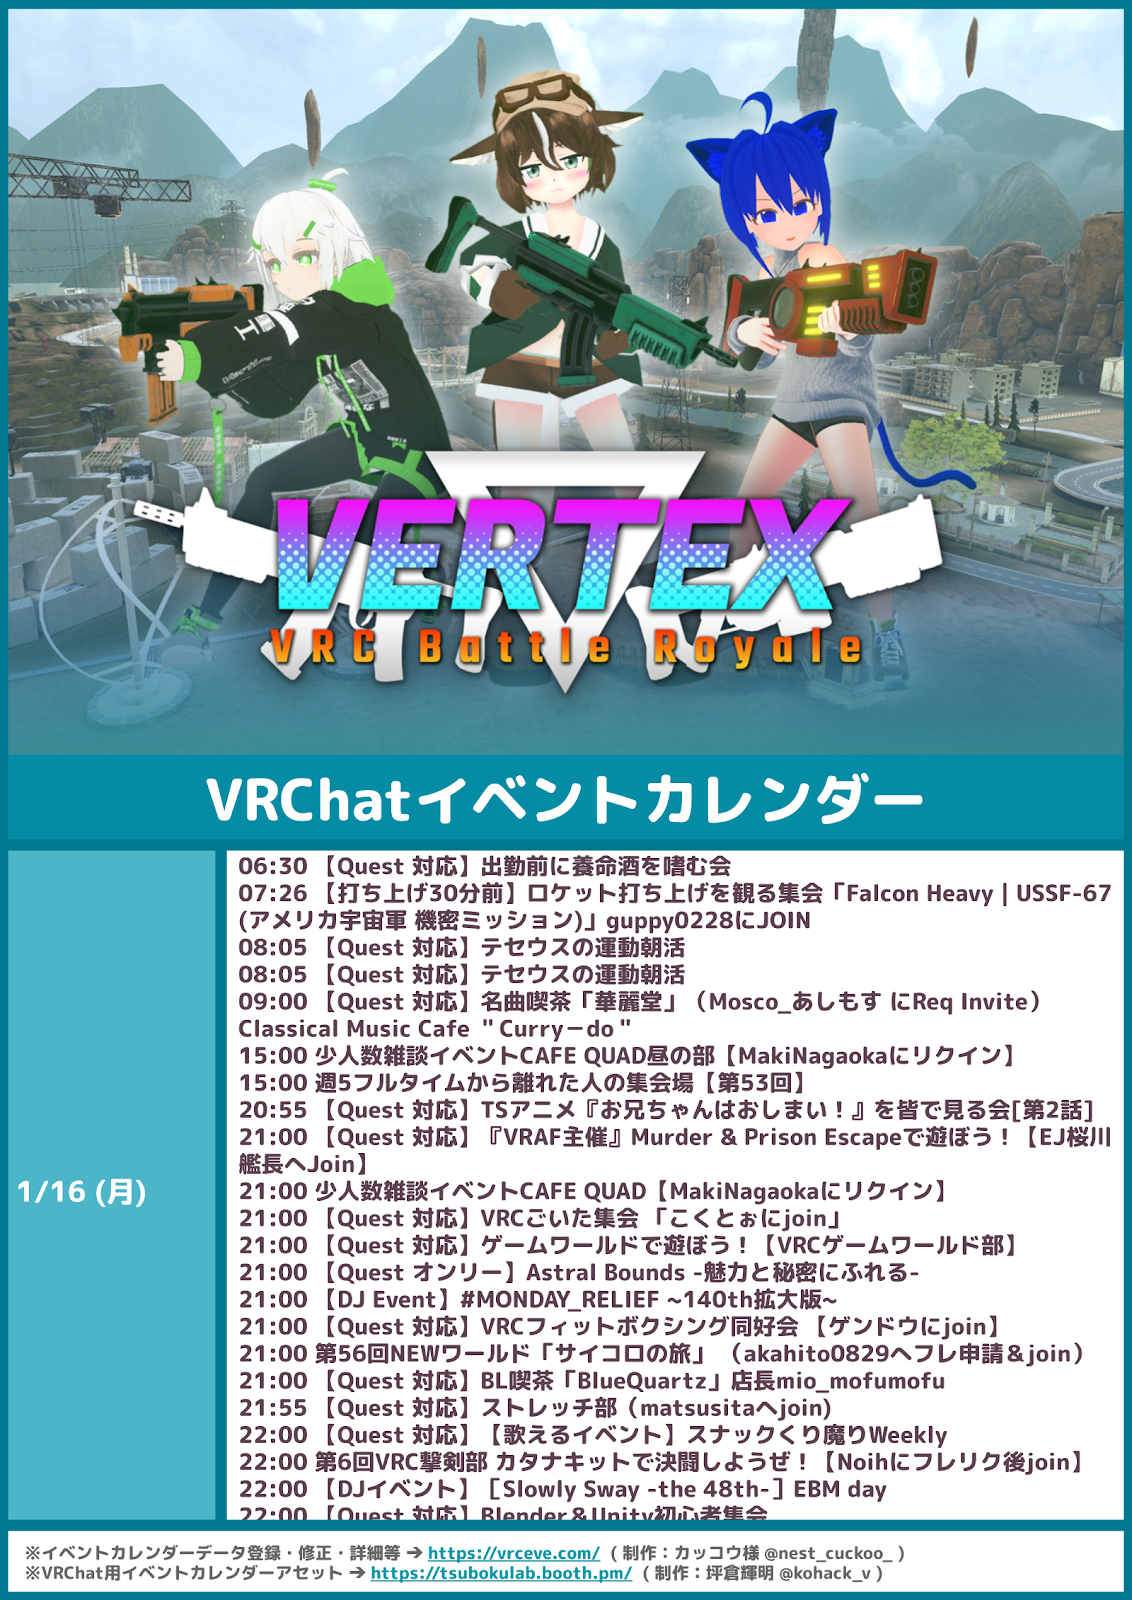 VERTEX
VRC Battle Royale
VRChatイベントカレンダー
1/16 (月)
06:30 【Quest 対応】出勤前に養命酒を嗜む会
07:26 【打ち上げ30分前】ロケット打ち上げを観る集会「Falcon Heavy | USSF-67
(アメリカ宇宙軍 機密ミッション)」guppy0228にJOIN
08:05 【Quest 対応】テセウスの運動朝活
08:05 【Quest 対応】テセウスの運動朝活
09:00 【Quest 対応】名曲喫茶「華麗堂」（Mosco_あしもす にReq Invite）
Classical Music Cafe ＂Curry－do＂
15:00 少人数雑談イベントCAFE QUAD昼の部【MakiNagaokaにリクイン】
15:00 週5フルタイムから離れた人の集会場【第53回】
20:55 【Quest 対応】TSアニメ『お兄ちゃんはおしまい！』を皆で見る会[第2話]
21:00 【Quest 対応】『VRAF主催』Murder & Prison Escapeで遊ぼう！【EJ桜川
艦長へJoin】
21:00 少人数雑談イベントCAFE QUAD【MakiNagaokaにリクイン】
21:00 【Quest 対応】VRCごいた集会 「こくとぉにjoin」
21:00 【Quest 対応】ゲームワールドで遊ぼう！【VRCゲームワールド部】
21:00 【Quest オンリー】Astral Bounds -魅力と秘密にふれる-
21:00 【DJ Event】#MONDAY_RELIEF ~140th拡大版~
21:00 【Quest 対応】VRCフィットボクシング同好会 【ゲンドウにjoin】
21:00 第56回NEWワールド「サイコロの旅」 （akahito0829へフレ申請＆join）
21:00 【Quest 対応】BL喫茶「BlueQuartz」店長mio_mofumofu
21:55 【Quest 対応】ストレッチ部（matsusitaへjoin)
22:00 【Quest 対応】【歌えるイベント】スナックくり魔りWeekly
22:00 第6回VRC撃剣部 カタナキットで決闘しようぜ！【Noihにフレリク後join】
22:00 【DJイベント】［Slowly Sway -the 48th-］EBM day
22:00 【Quest 対応】Blender＆Unity初心者集会
※イベントカレンダーデータ登録・修正・詳細等 ➔ https://vrceve.com/ ( 制作：カッコウ様 @nest_cuckoo_ )
※VRChat用イベントカレンダーアセット ➔ https://tsubokulab.booth.pm/ ( 制作：坪倉輝明 @kohack_v )